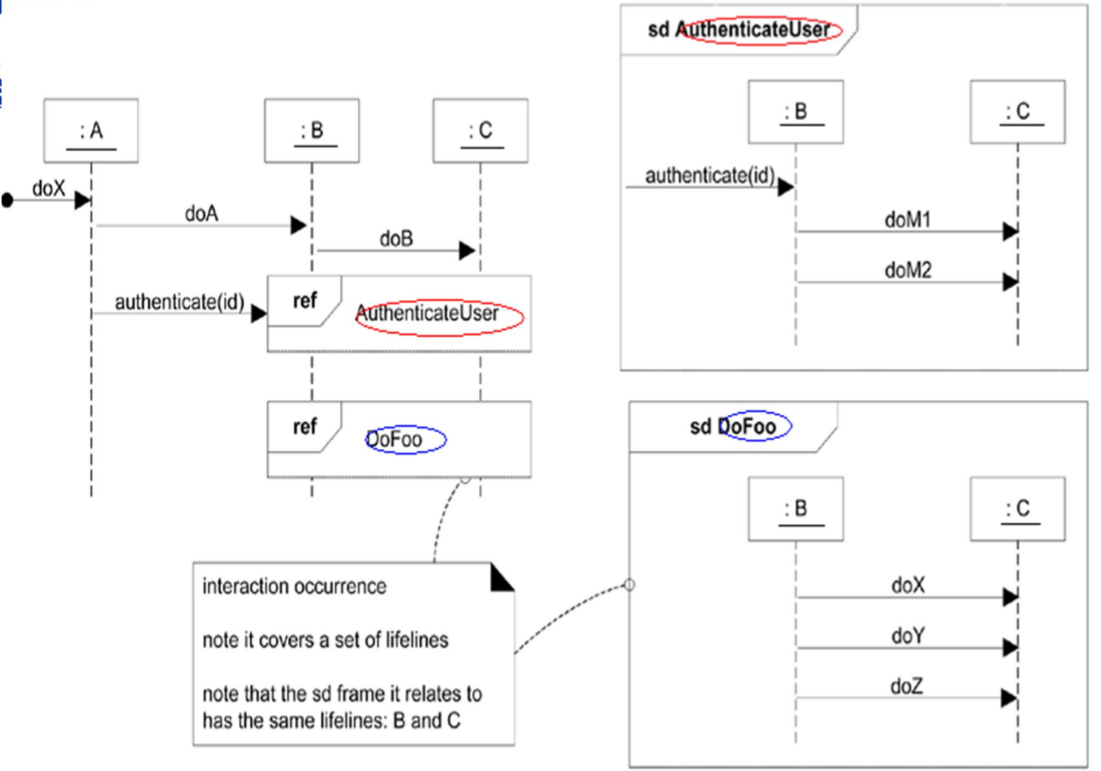 : A
: B
: C
doX
doA
doB
authenticate(id)
ref
AuthenticateUser
ref
DoFoo
interaction occurrence
note it covers a set of lifelines
note that the sd frame it relates to
has the same lifelines: B and C
sd AuthenticateUser
: B
: C
authenticate(id)
doM1
doM2
sd DoFoo
: B
: C
doX
doY
doZ